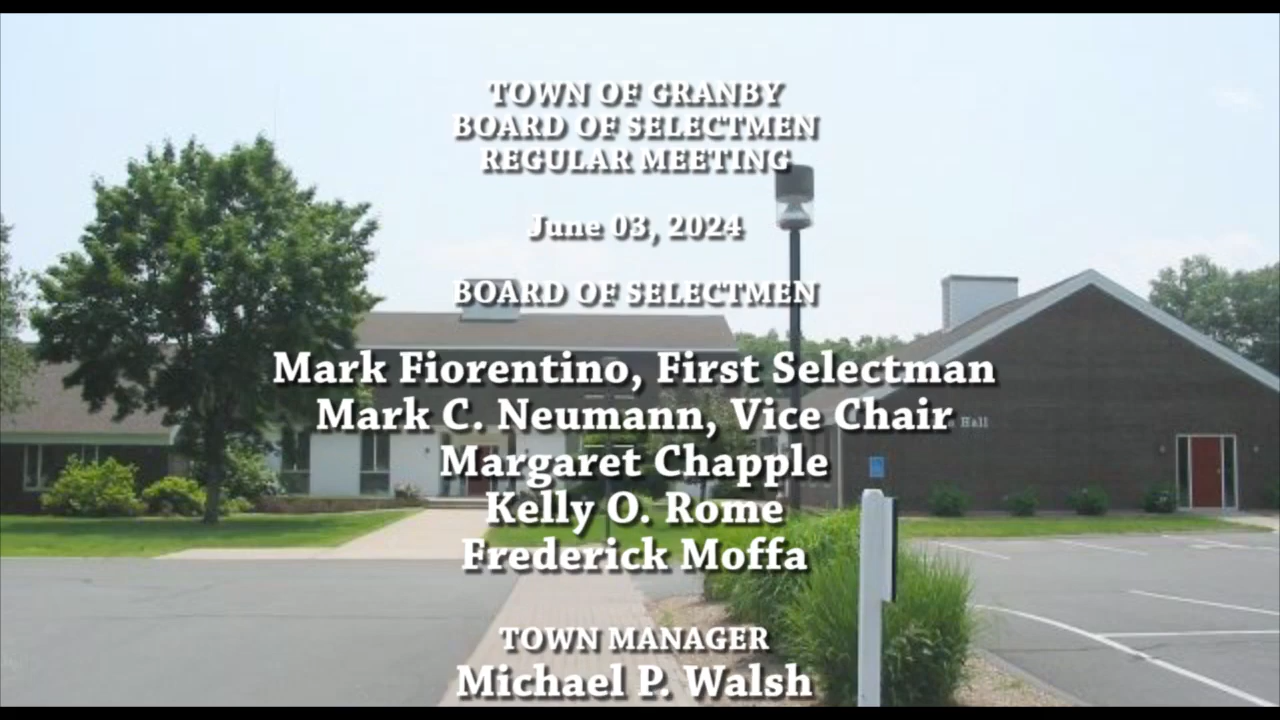 TOWN OF GRANBY
BOARD OF SELECTMEN
REGULAR MEETING
June 03, 2024
BOARD OF SELECTMEN
Mark Fiorentino, First Selectman
Mark C. Neumann, Vice Chair
Hall
Margaret Chapple
Kelly O. Rome
Frederick Moffa
TOWN MANAGER
Michael P. Walsh